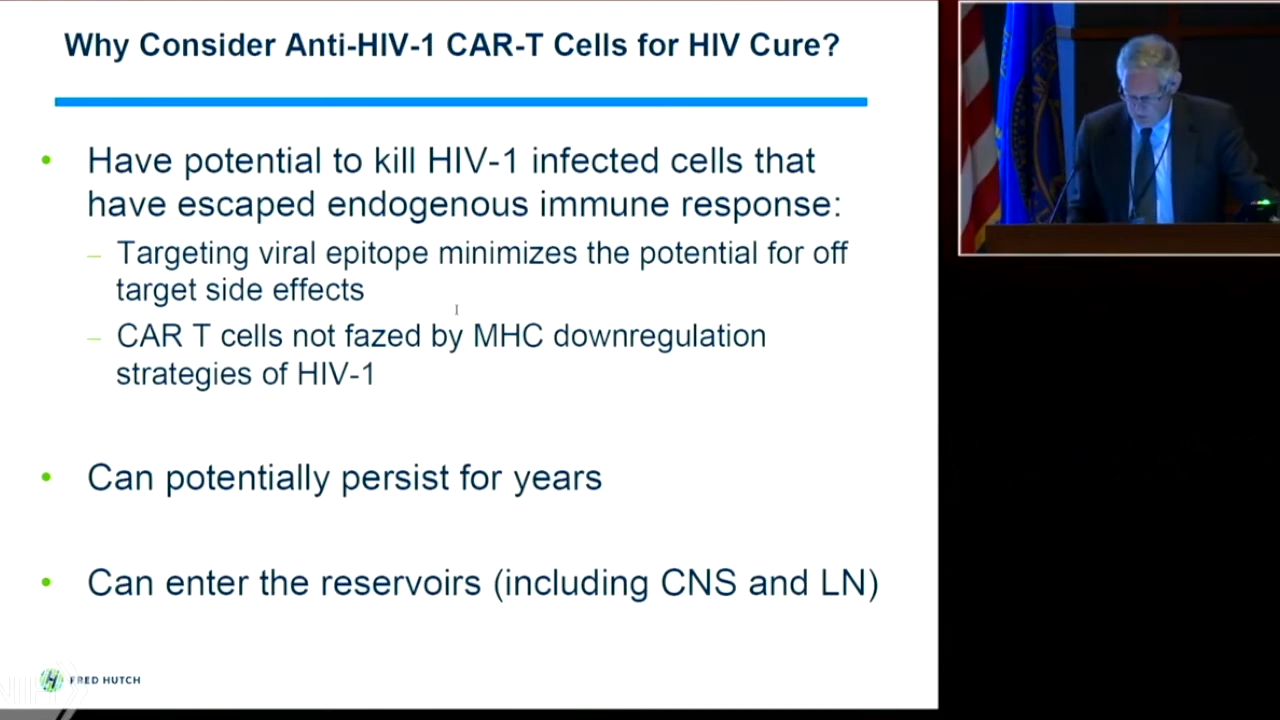 Why Consider Anti-HIV-1 CAR-T Cells for HIV Cure?
• Have potential to kill HIV-1 infected cells that
have escaped endogenous immune response:
– Targeting viral epitope minimizes the potential for off
target side effects
– CAR T cells not fazed by MHC downregulation
strategies of HIV-1
• Can potentially persist for years
• Can enter the reservoirs (including CNS and LN)
FRED HUTCH
NIH